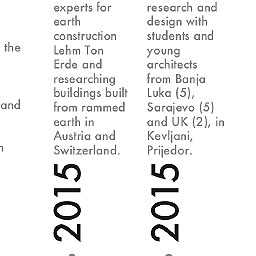 the
and
experts for
earth
construction
Lehm Ton
Erde and
researching
buildings built
from rammed
earth in
Austria and
Switzerland.
2015
research and
design with
students and
young
architects
from Banja
Luka (5),
Sarajevo (5)
and UK (2), in
Kevljani,
Prijedor.
2015